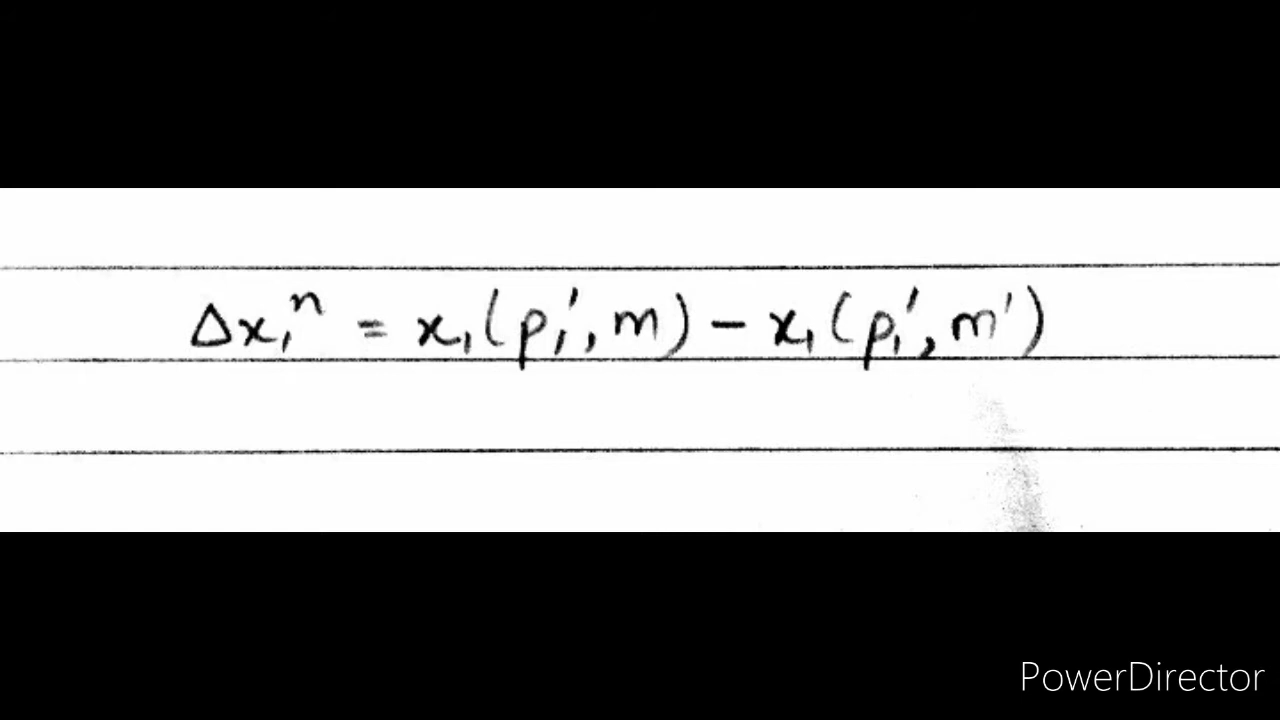 Δx₁ⁿ = x₁(p₁′, m) − x₁(p₁′, m′)
PowerDirector